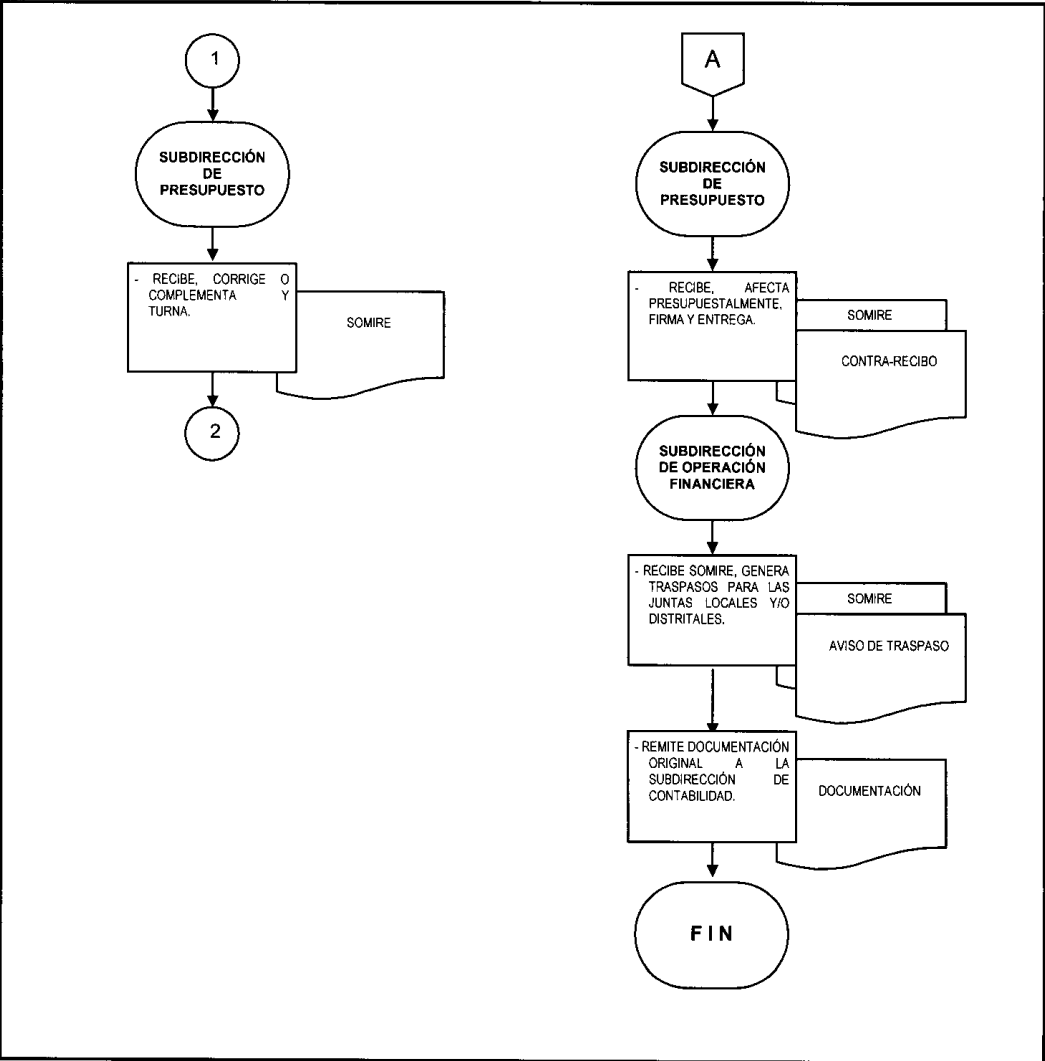 1
SUBDIRECCIÓN
DE
PRESUPUESTO
- RECIBE, CORRIGE O
COMPLEMENTA Y
TURNA.
SOMIRE
2
A
SUBDIRECCIÓN
DE
PRESUPUESTO
- RECIBE, AFECTA
PRESUPUESTALMENTE,
FIRMA Y ENTREGA.
SOMIRE
CONTRA-RECIBO
SUBDIRECCIÓN
DE OPERACIÓN
FINANCIERA
- RECIBE SOMIRE, GENERA
TRASPASOS PARA LAS
JUNTAS LOCALES Y/O
DISTRITALES.
SOMIRE
AVISO DE TRASPASO
- REMITE DOCUMENTACIÓN
ORIGINAL A LA
SUBDIRECCIÓN DE
CONTABILIDAD.
DOCUMENTACIÓN
F I N